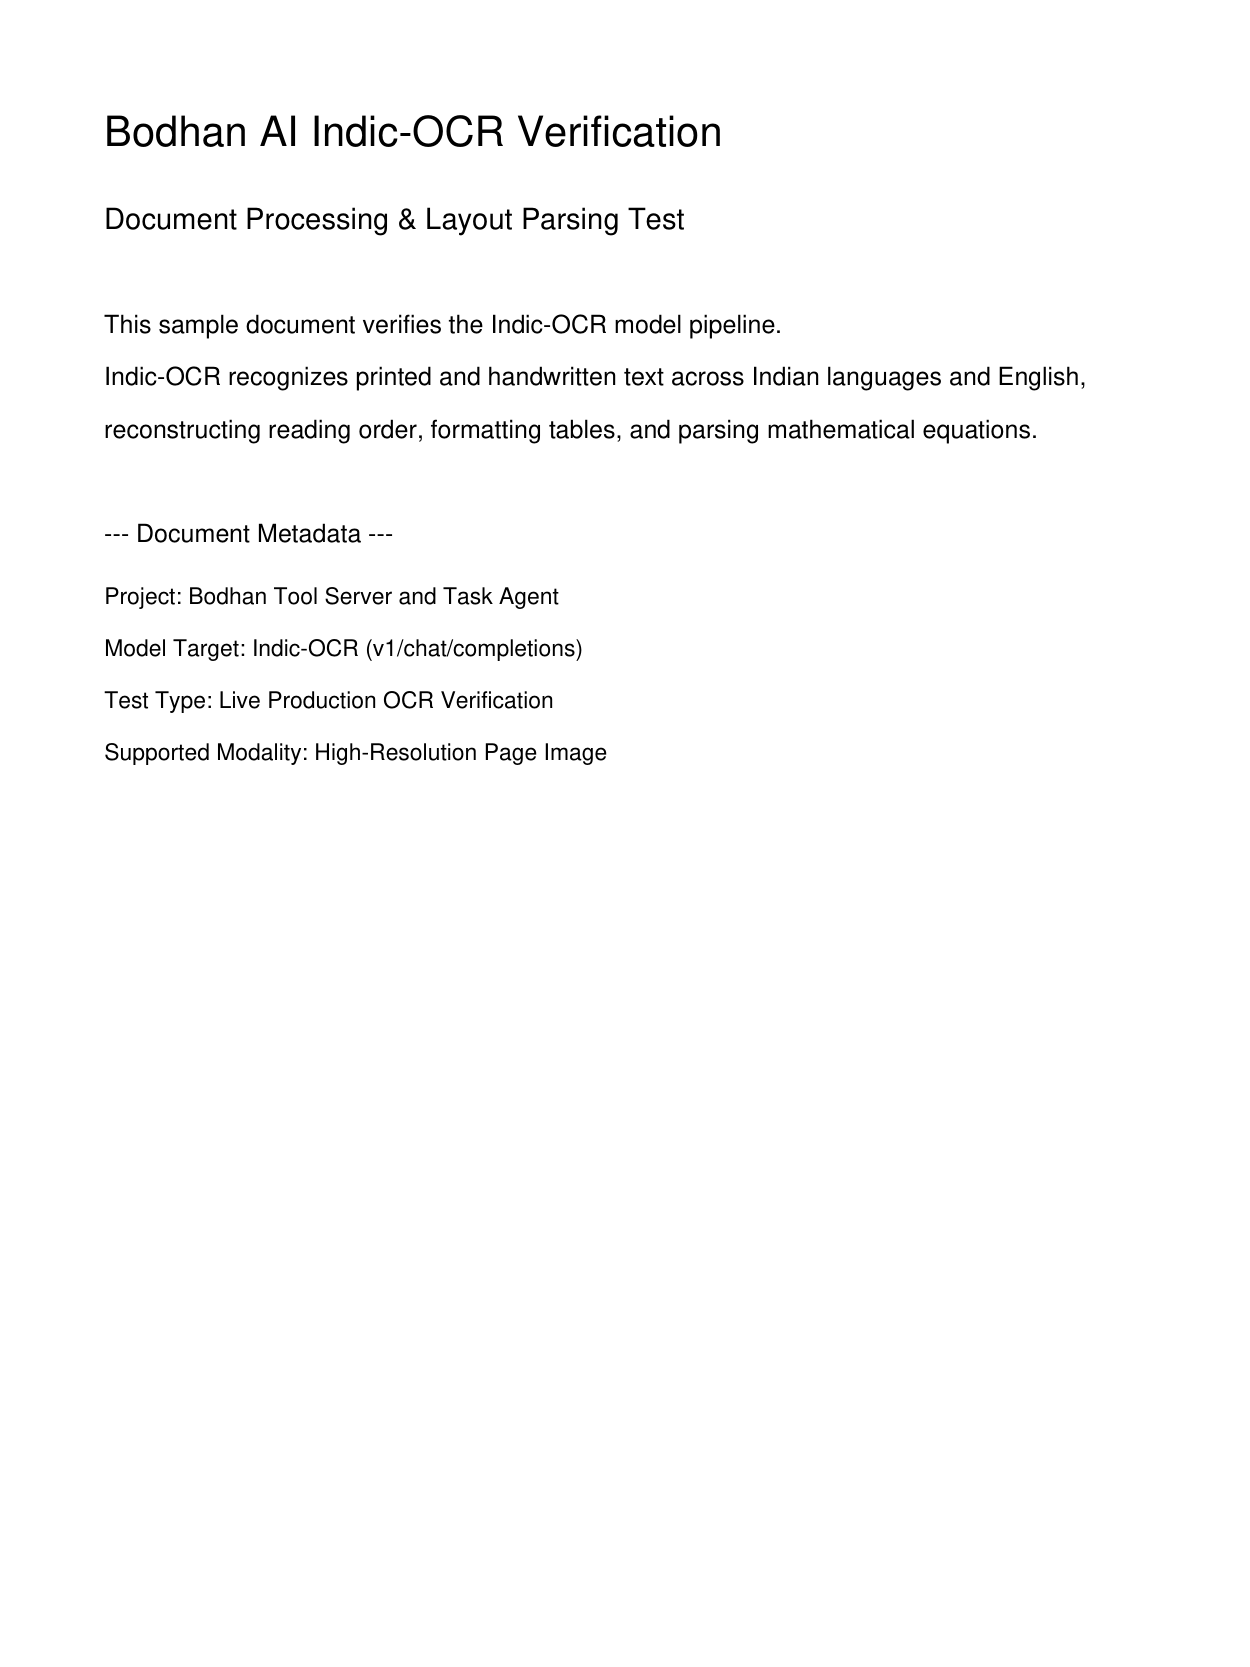 Bodhan AI Indic-OCR Verification
Document Processing & Layout Parsing Test
This sample document verifies the Indic-OCR model pipeline.
Indic-OCR recognizes printed and handwritten text across Indian languages and English,
reconstructing reading order, formatting tables, and parsing mathematical equations.
--- Document Metadata ---
Project: Bodhan Tool Server and Task Agent
Model Target: Indic-OCR (v1/chat/completions)
Test Type: Live Production OCR Verification
Supported Modality: High-Resolution Page Image